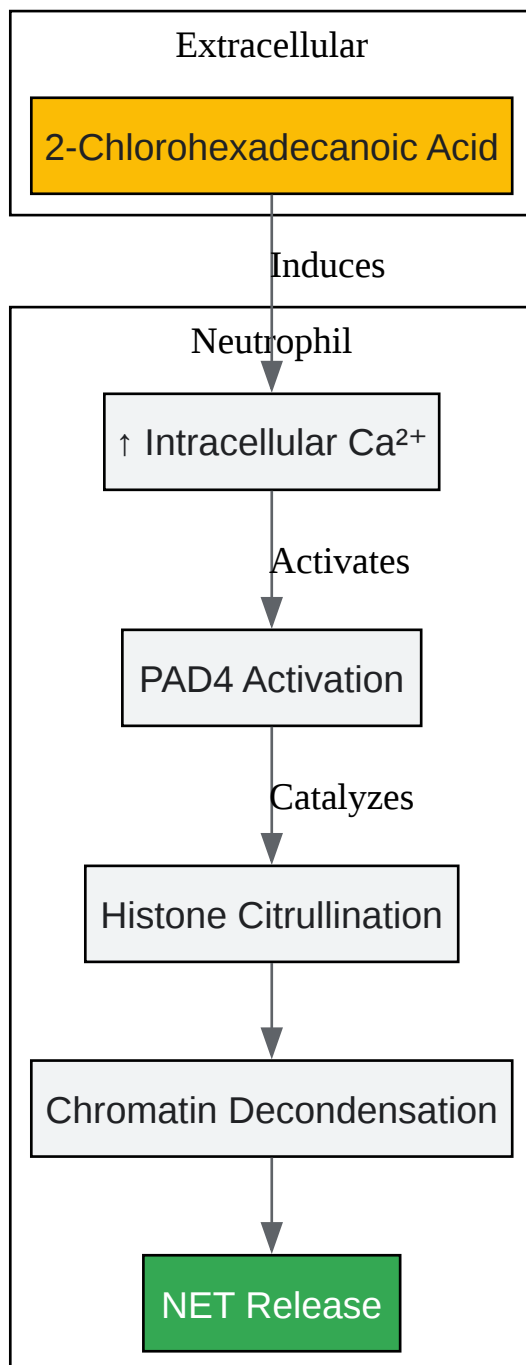 Extracellular
2-Chlorohexadecanoic Acid
Induces
Neutrophil
↑ Intracellular Ca²⁺
Activates
PAD4 Activation
Catalyzes
Histone Citrullination
Chromatin Decondensation
NET Release